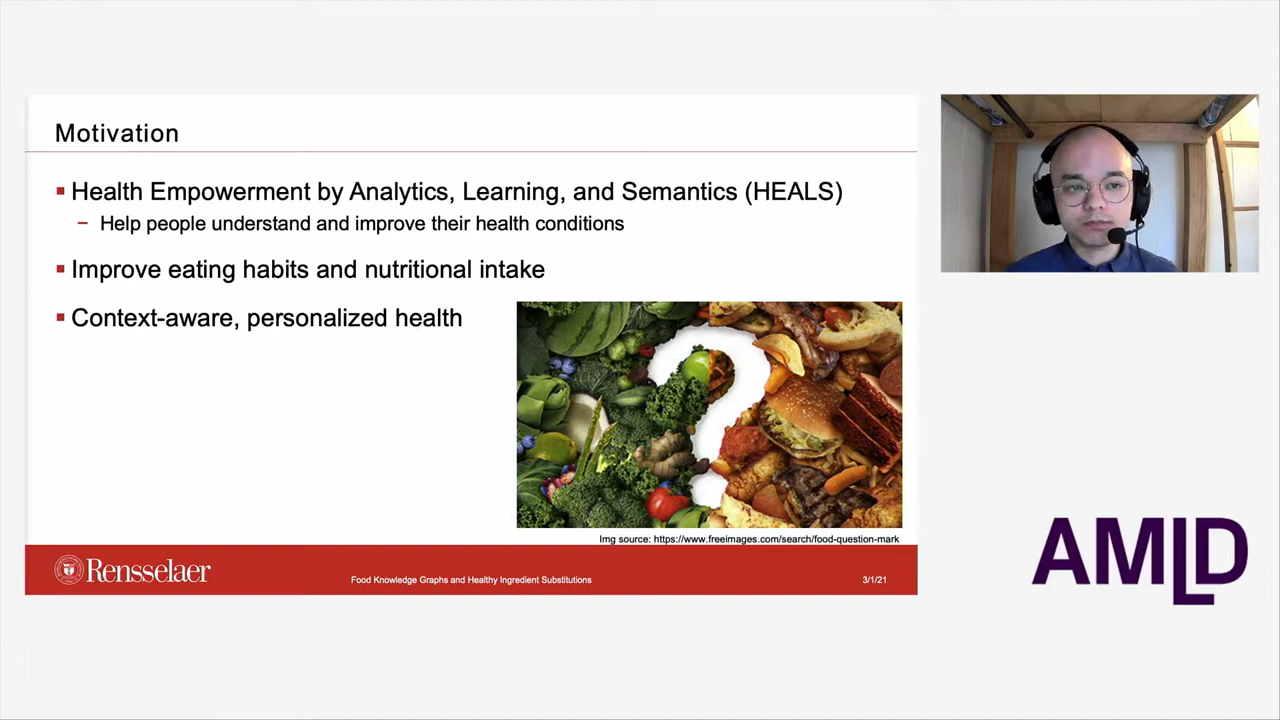 Motivation
Health Empowerment by Analytics, Learning, and Semantics (HEALS)
Help people understand and improve their health conditions
Improve eating habits and nutritional intake
Context-aware, personalized health
Img source: https://www.freeimages.com/search/food-question-mark
Rensselaer
Food Knowledge Graphs and Healthy Ingredient Substitutions
3/1/21
AMLD